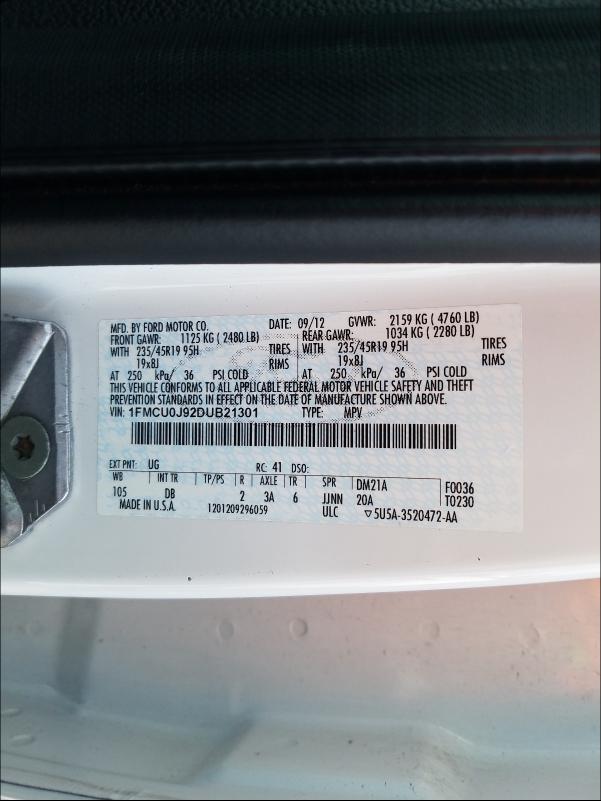 MFD. BY FORD MOTOR CO. DATE: 09/12 GVWR: 2159 KG ( 4760 LB)
FRONT GAWR: 1125 KG ( 2480 LB) REAR GAWR: 1034 KG ( 2280 LB)
WITH 235/45R19 95H TIRES WITH 235/45R19 95H TIRES
19x8J RIMS 19x8J RIMS
AT 250 kPa/ 36 PSI COLD AT 250 kPa/ 36 PSI COLD
THIS VEHICLE CONFORMS TO ALL APPLICABLE FEDERAL MOTOR VEHICLE SAFETY AND THEFT
PREVENTION STANDARDS IN EFFECT ON THE DATE OF MANUFACTURE SHOWN ABOVE.
VIN: 1FMCU0J92DUB21301 TYPE: MPV
EXT PNT: UG RC: 41 DSO:
WB INT TR TP/PS R AXLE TR SPR DM21A F0036
105 DB 2 3A 6 JJNN 20A T0230
MADE IN U.S.A. 1201209296059 ULC ▽5U5A-3520472-AA